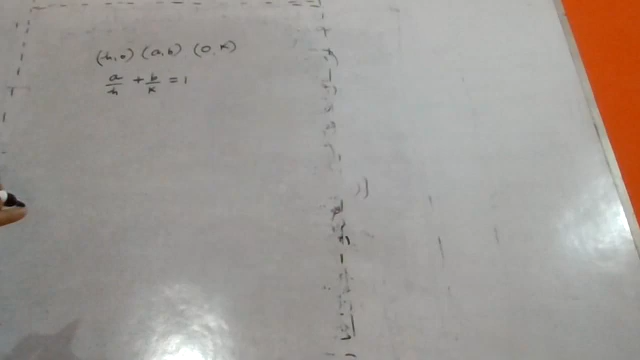 (h,0) (a,b) (0,k)
a/h + b/k = 1